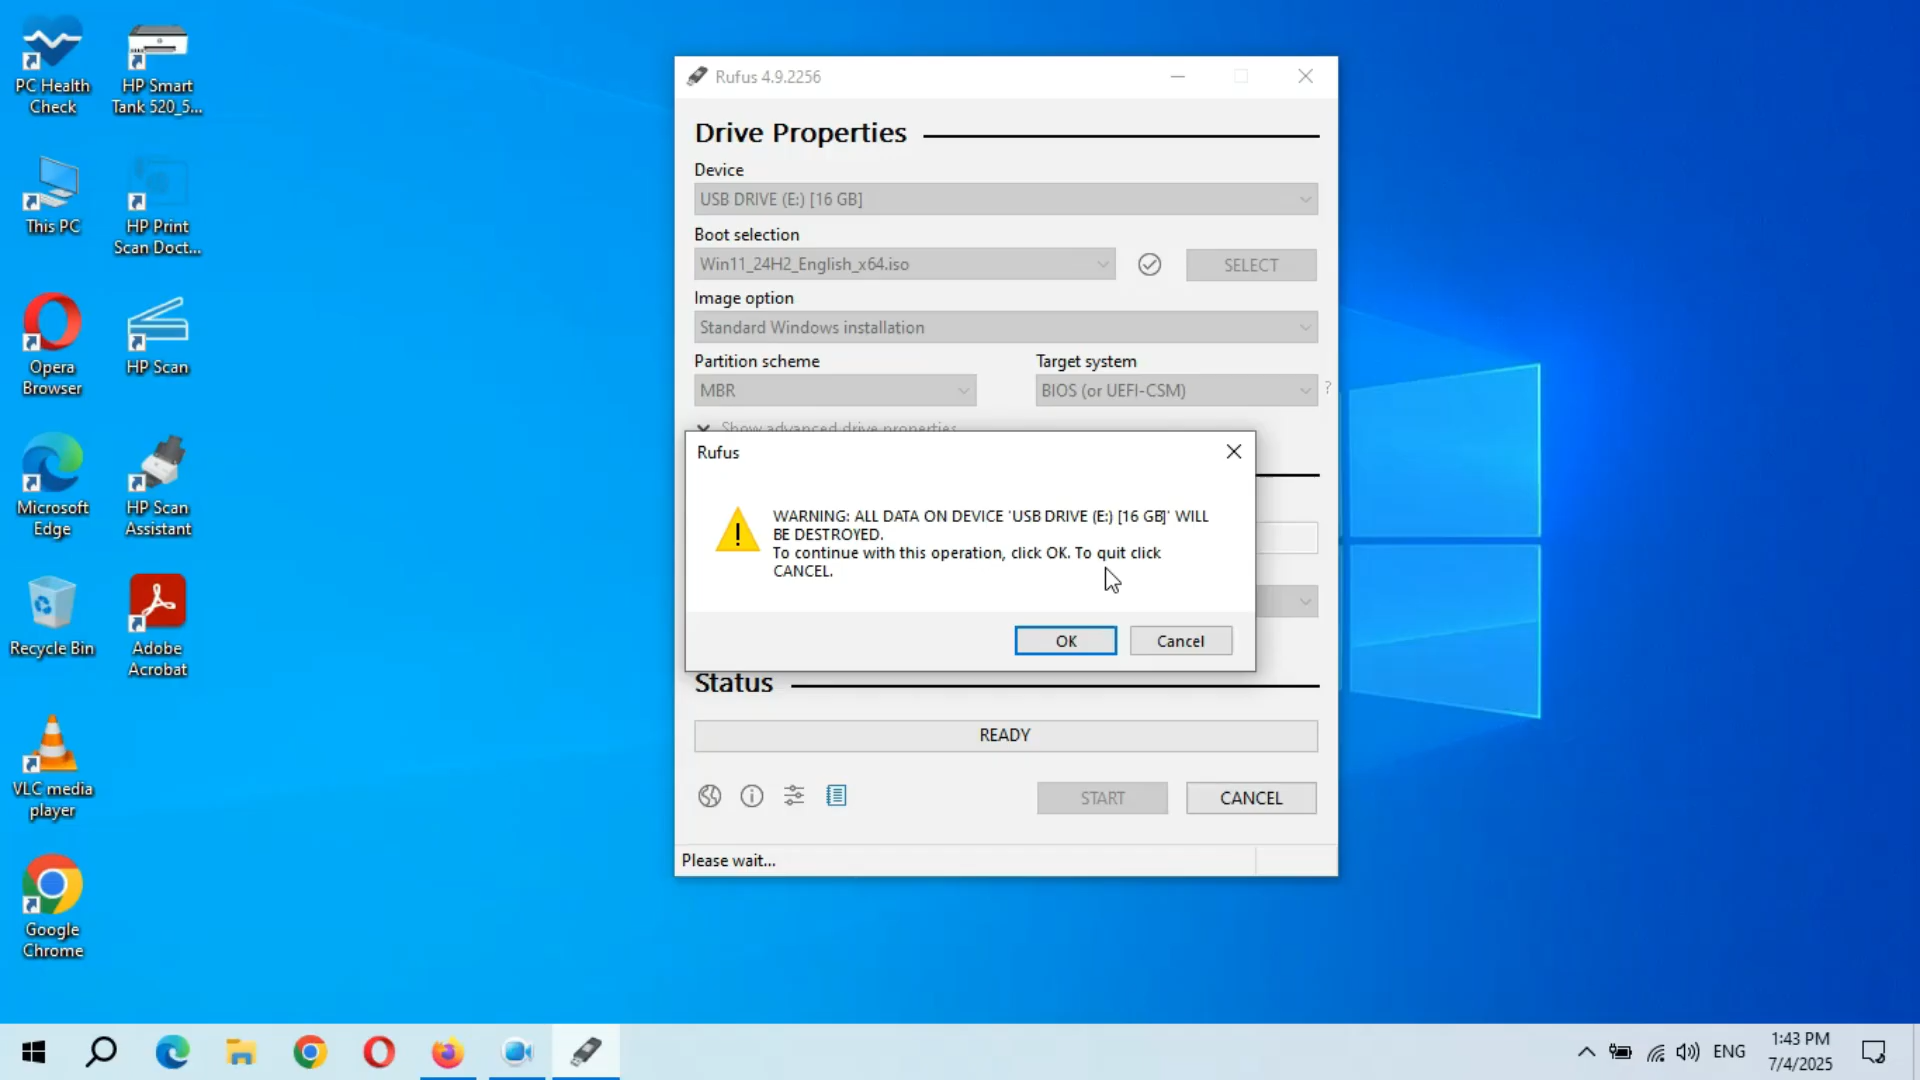 PC Health
Check
HP Smart
Tank 520_5...
This PC
HP Print
Scan Doct...
Opera
Browser
HP Scan
Microsoft
Edge
HP Scan
Assistant
Recycle Bin
Adobe
Acrobat
VLC media
player
Google
Chrome
Rufus 4.9.2256
Drive Properties
Device
USB DRIVE (E:) [16 GB]
Boot selection
Win11_24H2_English_x64.iso
SELECT
Image option
Standard Windows installation
Partition scheme
Target system
MBR
BIOS (or UEFI-CSM)
?
Show advanced drive properties
Rufus
WARNING: ALL DATA ON DEVICE 'USB DRIVE (E:) [16 GB]' WILL
BE DESTROYED.
To continue with this operation, click OK. To quit click
CANCEL.
OK
Cancel
Status
READY
START
CANCEL
Please wait...
ENG
1:43 PM
7/4/2025